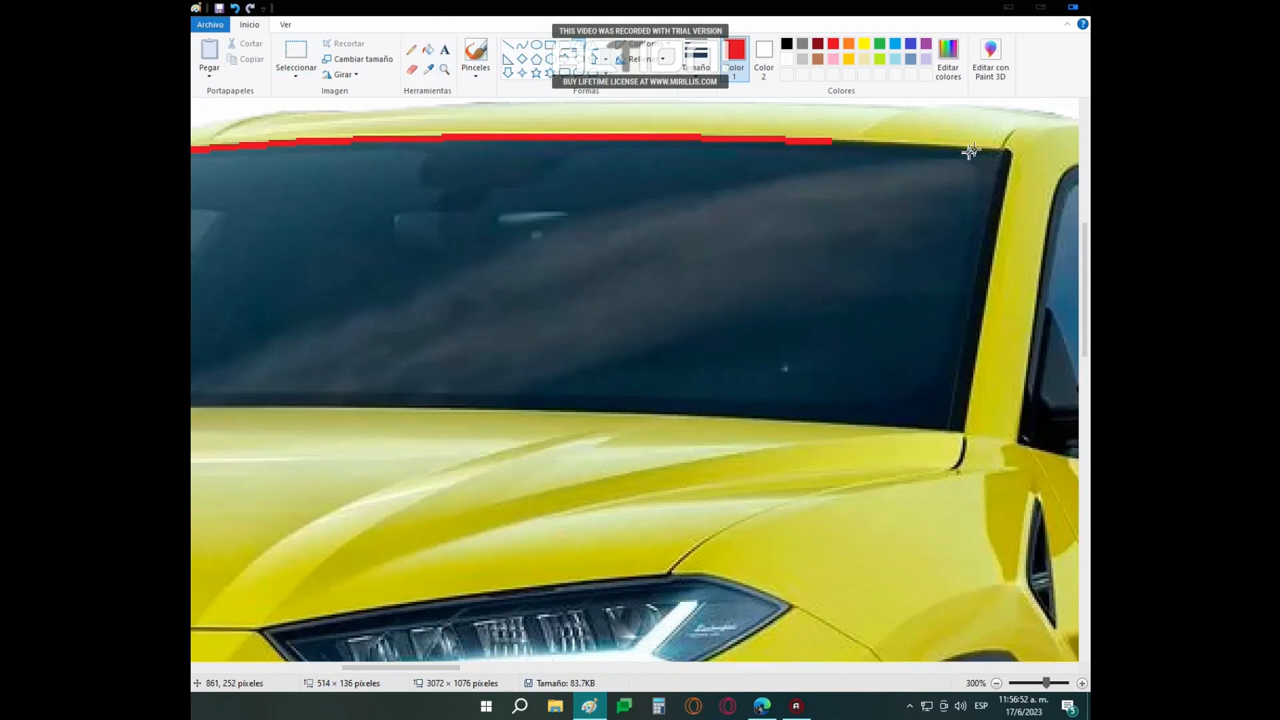 Archivo Inicio Ver
THIS VIDEO WAS RECORDED WITH TRIAL VERSION
BUY LIFETIME LICENSE AT WWW.MIRILLIS.COM
Pegar
Cortar
Copiar
Portapapeles
Seleccionar
Recortar
Cambiar tamaño
Girar
Imagen
A
Herramientas
Pinceles
Formas
Tamaño
Color
1
Color
2
Editar
colores
Editar con
Paint 3D
Colores
Lamborghini
861, 252 píxeles 514 × 136 píxeles 3072 × 1076 píxeles Tamaño: 83.7KB 300%
ESP
11:56:52 a. m.
17/6/2023
5